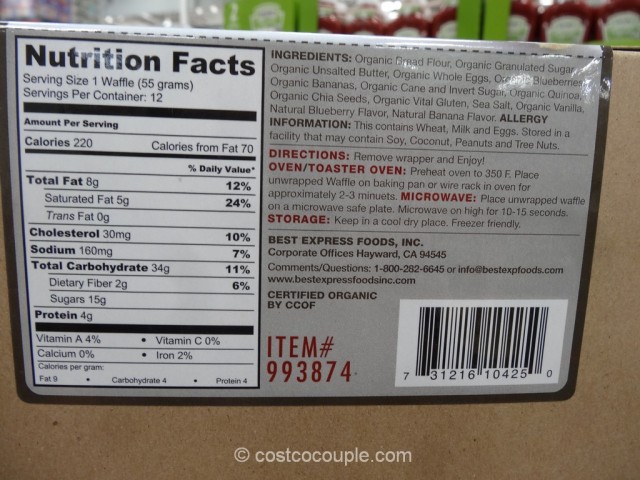 Nutrition Facts
Serving Size 1 Waffle (55 grams)
Servings Per Container: 12
Amount Per Serving
Calories 220 Calories from Fat 70
% Daily Value*
Total Fat 8g 12%
Saturated Fat 5g 24%
Trans Fat 0g
Cholesterol 30mg 10%
Sodium 160mg 7%
Total Carbohydrate 34g 11%
Dietary Fiber 2g 6%
Sugars 15g
Protein 4g
Vitamin A 4% • Vitamin C 0%
Calcium 0% • Iron 2%
Calories per gram:
Fat 9 • Carbohydrate 4 • Protein 4
INGREDIENTS: Organic Bread Flour, Organic Granulated Sugar,
Organic Unsalted Butter, Organic Whole Eggs, Organic Blueberries,
Organic Bananas, Organic Cane and Invert Sugar, Organic Quinoa,
Organic Chia Seeds, Organic Vital Gluten, Sea Salt, Organic Vanilla,
Natural Blueberry Flavor, Natural Banana Flavor. ALLERGY
INFORMATION: This contains Wheat, Milk and Eggs. Stored in a
facility that may contain Soy, Coconut, Peanuts and Tree Nuts.
DIRECTIONS: Remove wrapper and Enjoy!
OVEN/TOASTER OVEN: Preheat oven to 350 F. Place
unwrapped Waffle on baking pan or wire rack in oven for
approximately 2-3 minuets. MICROWAVE: Place unwrapped waffle
on a microwave safe plate. Microwave on high for 10-15 seconds.
STORAGE: Keep in a cool dry place. Freezer friendly.
BEST EXPRESS FOODS, INC.
Corporate Offices Hayward, CA 94545
Comments/Questions: 1-800-282-6645 or info@bestexpfoods.com
www.bestexpressfoodsinc.com
CERTIFIED ORGANIC
BY CCOF
ITEM#
993874
7 31216 10425 0
© costcocouple.com